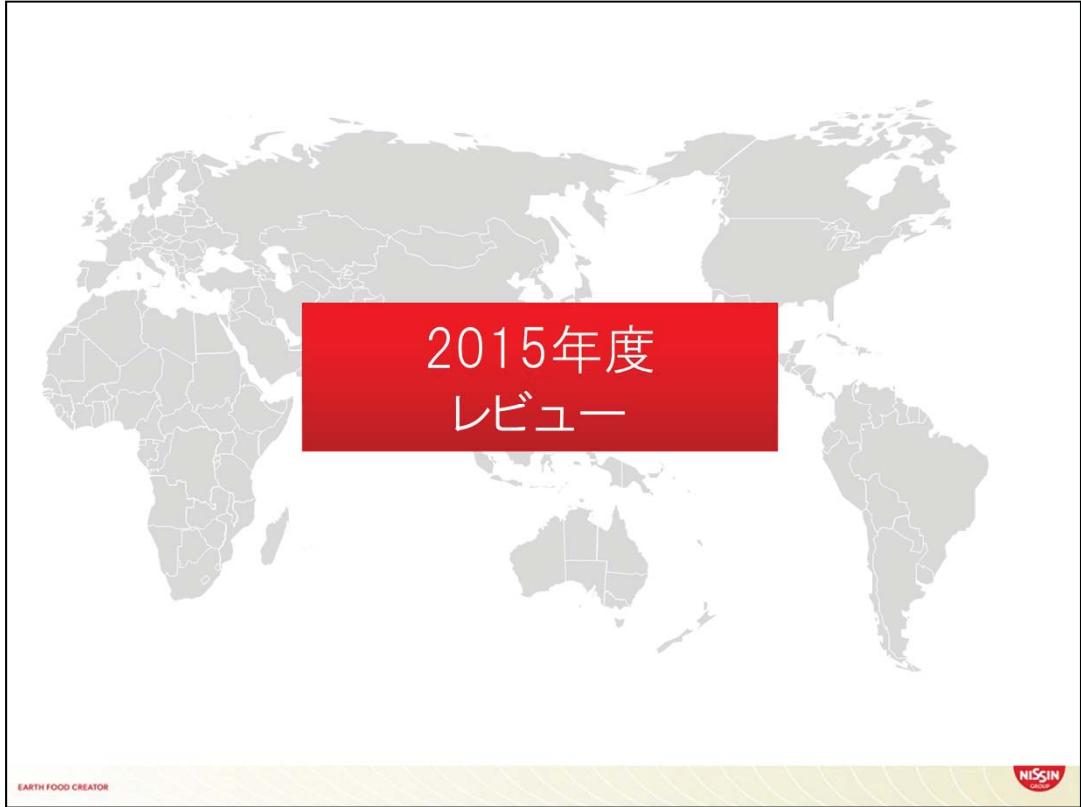 2015年度
レビュー
EARTH FOOD CREATOR
NISSIN
GROUP